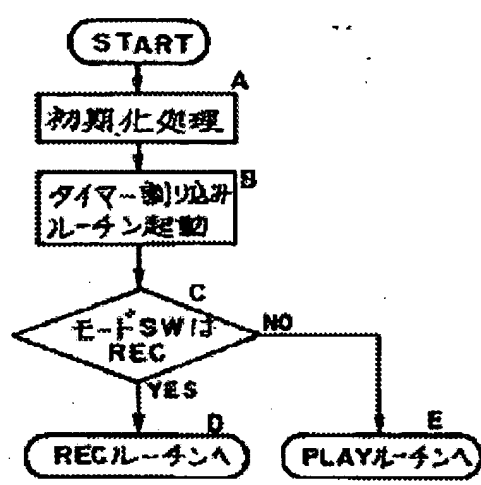 START
A
初期化処理
B
タイマー割り込み
ルーチン起動
C
モードSWは
REC
NO
YES
D
RECルーチンへ
E
PLAYルーチンへ